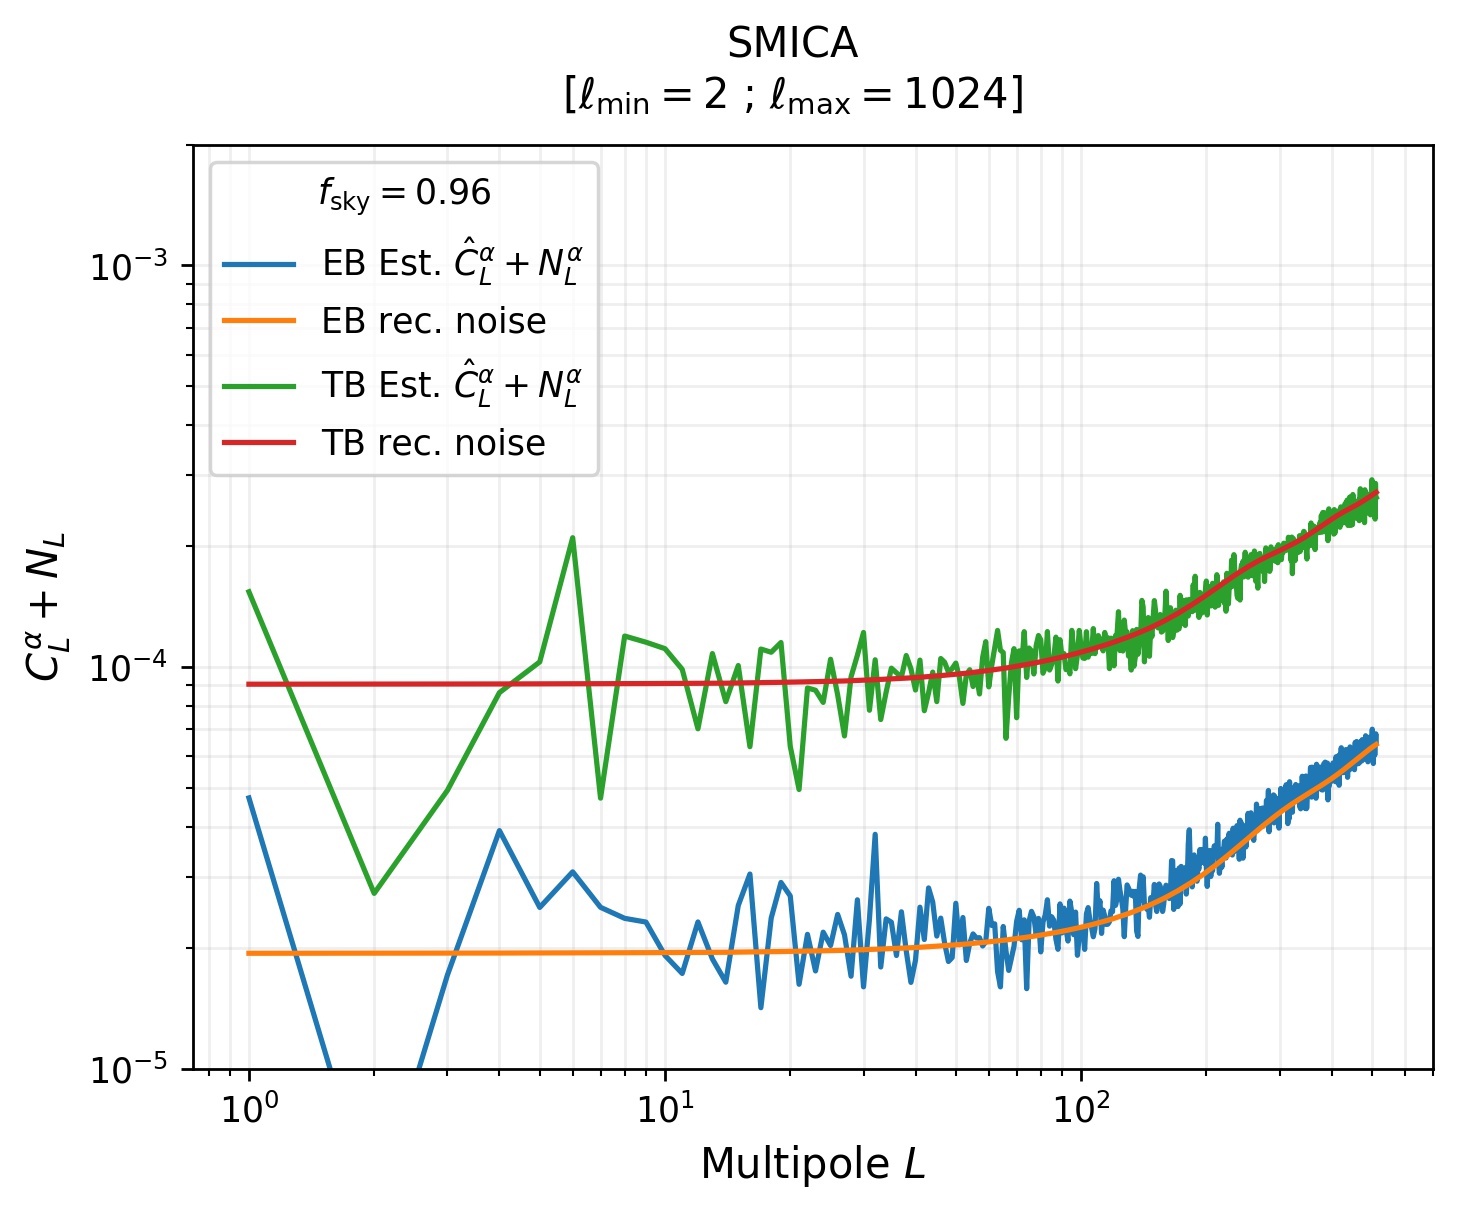 SMICA
[ℓ_min = 2 ; ℓ_max = 1024]
f_sky = 0.96
EB Est. Ĉ_L^α + N_L^α
EB rec. noise
TB Est. Ĉ_L^α + N_L^α
TB rec. noise
C_L^α + N_L
10^−3
10^−4
10^−5
10^0 10^1 10^2
Multipole L